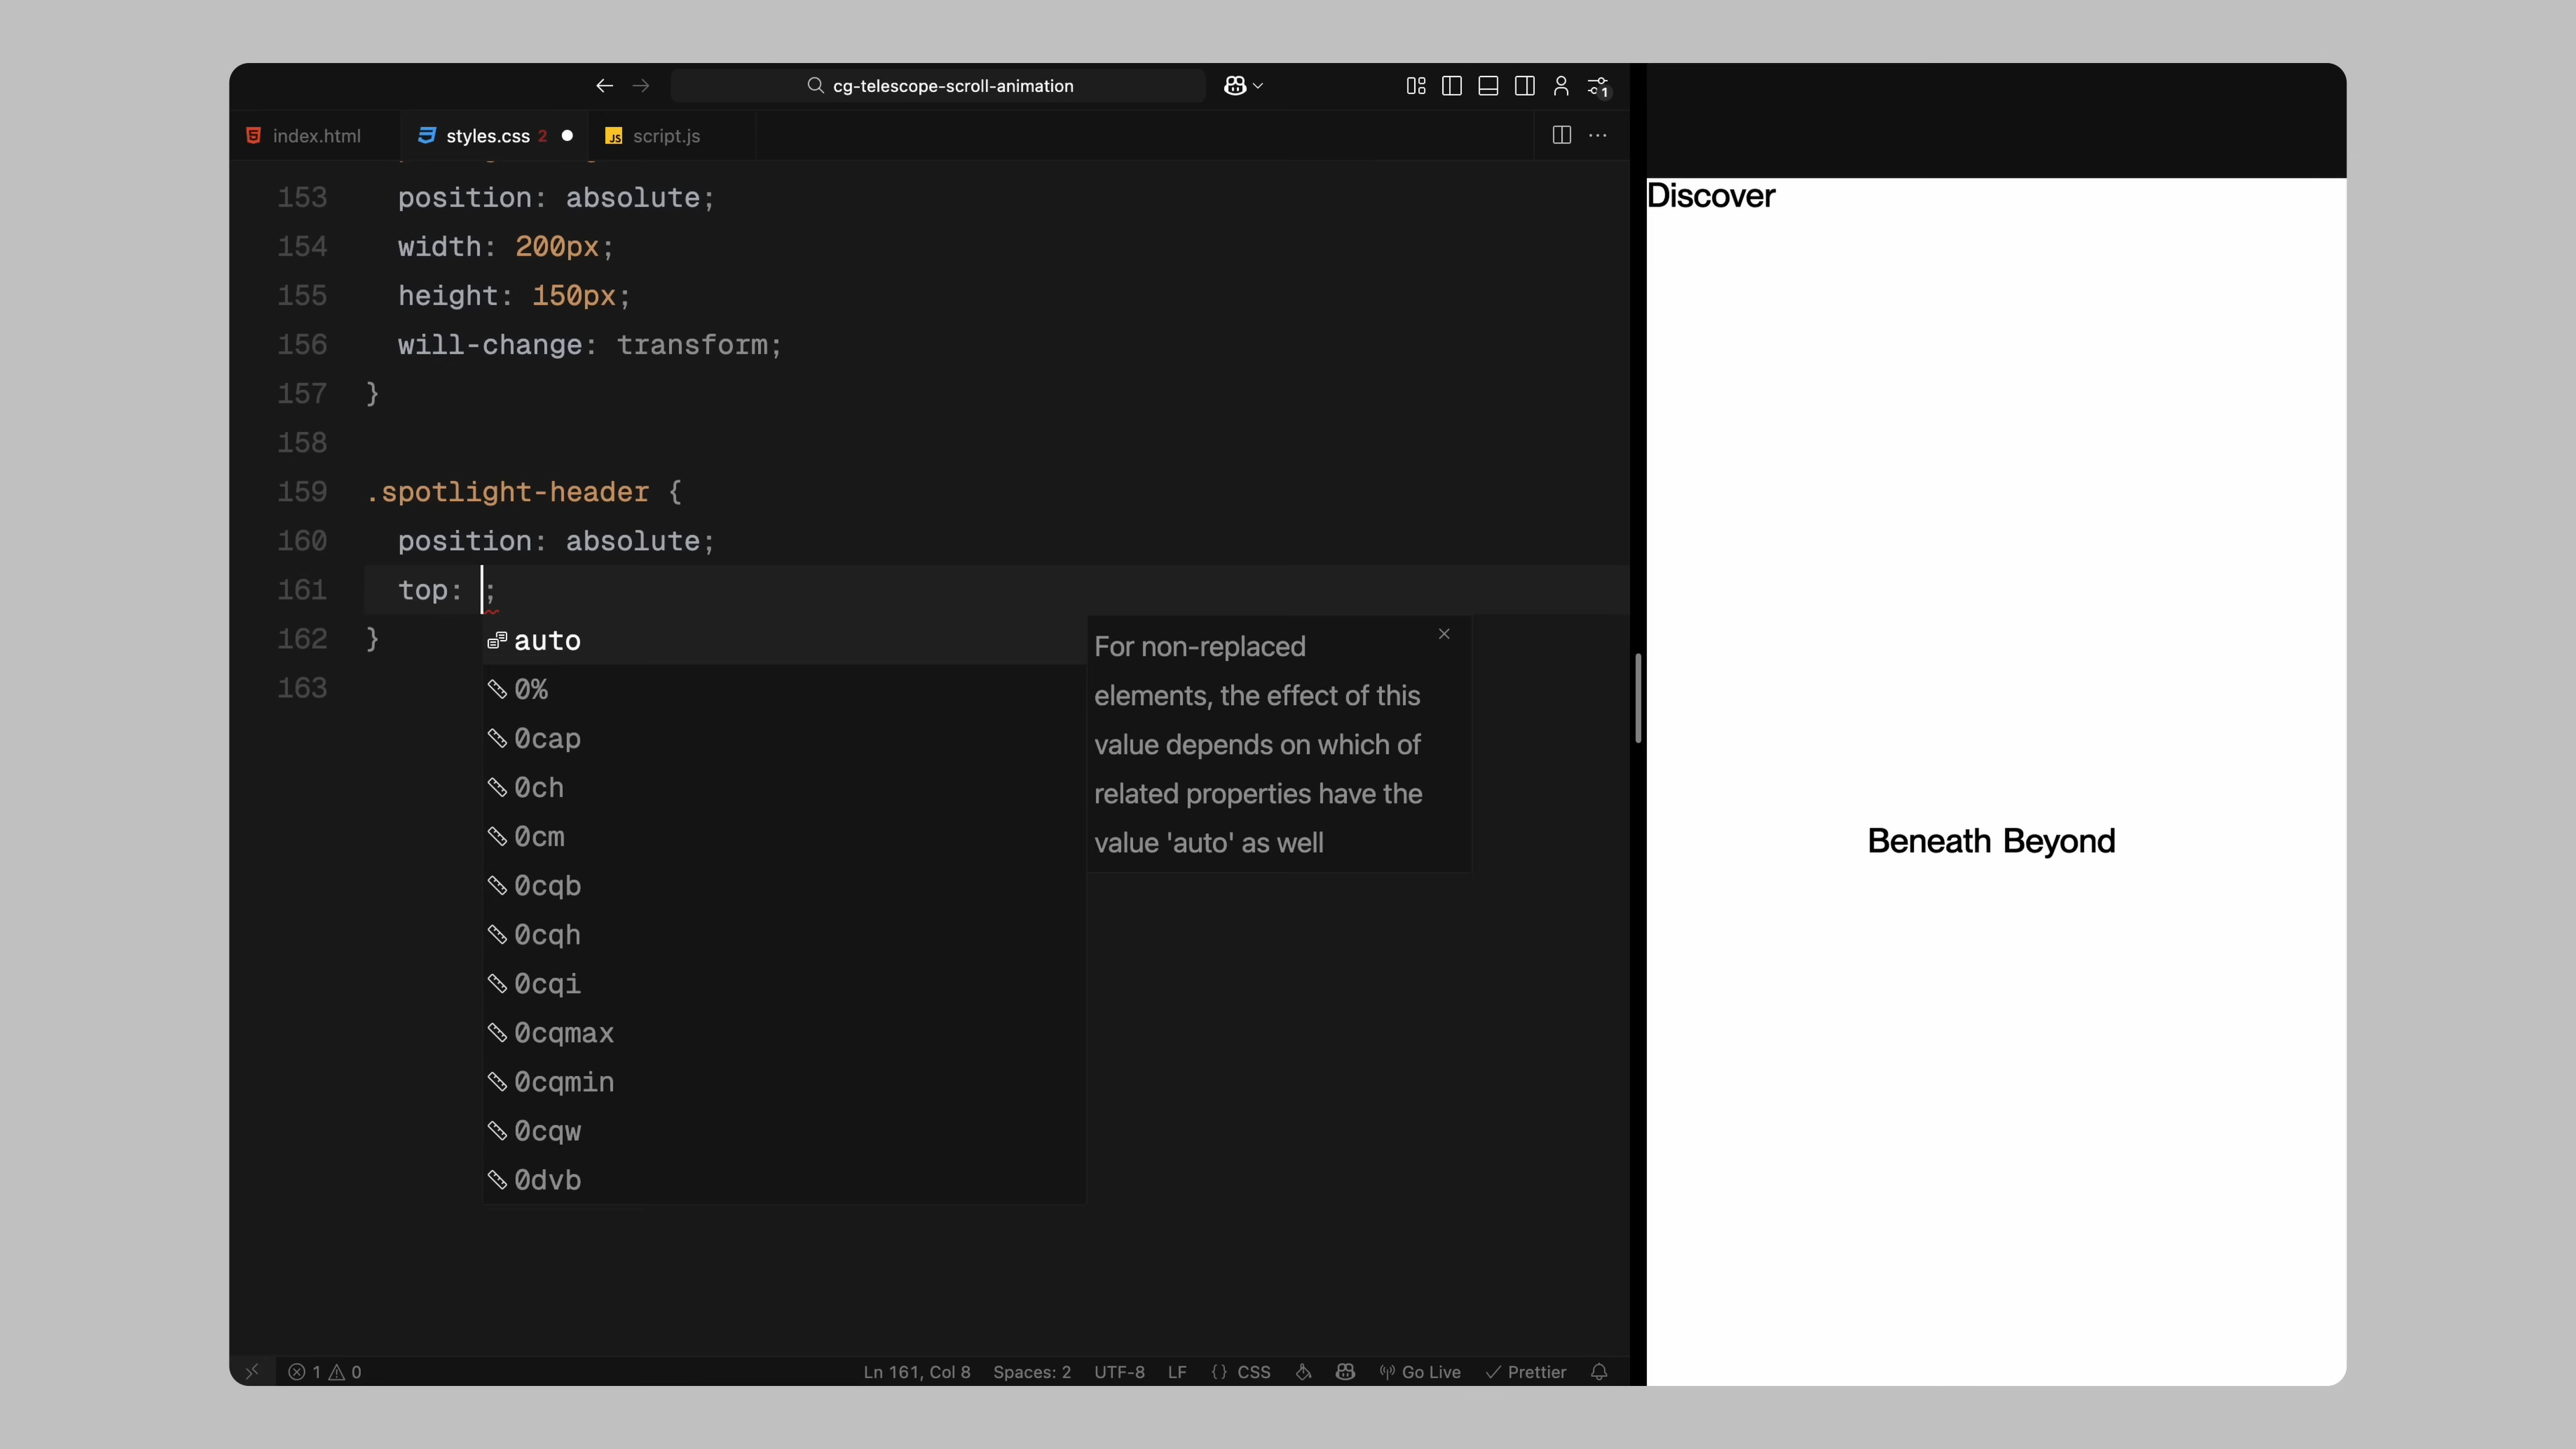 cg-telescope-scroll-animation
1
index.html
styles.css 2
script.js
153 position: absolute;
154 width: 200px;
155 height: 150px;
156 will-change: transform;
157 }
158
159 .spotlight-header {
160 position: absolute;
161 top: ;
162 }
163
auto
0%
0cap
0ch
0cm
0cqb
0cqh
0cqi
0cqmax
0cqmin
0cqw
0dvb
For non-replaced
elements, the effect of this
value depends on which of
related properties have the
value 'auto' as well
1 0 Ln 161, Col 8 Spaces: 2 UTF-8 LF {} CSS Go Live Prettier
Discover
Beneath Beyond